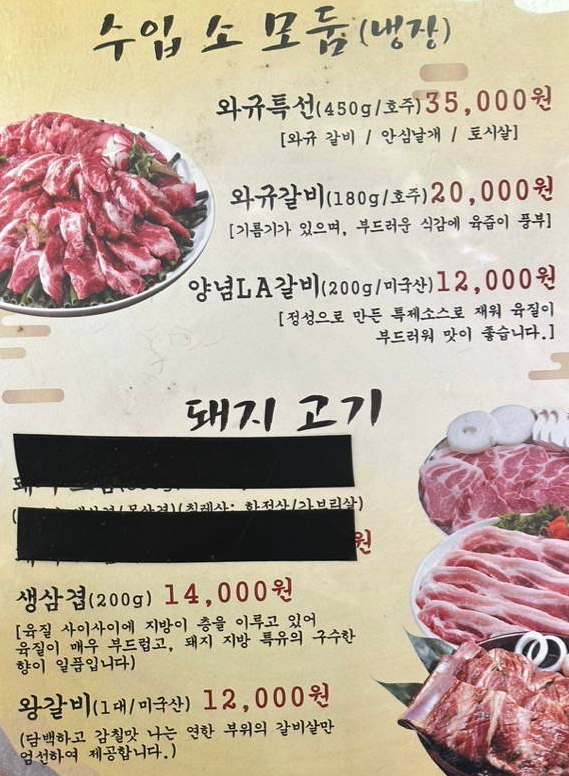 수입 소 모듬(냉장)
와규특선(450g/호주)35,000원
[와규 갈비 / 안심날개 / 토시살]
와규갈비(180g/호주)20,000원
[기름기가 있으며, 부드러운 식감에 육즙이 풍부]
양념LA갈비(200g/미국산)12,000원
[정성으로 만든 특제소스로 재워 육질이
부드러워 맛이 좋습니다.]
돼지 고기
원
생삼겹(200g) 14,000원
[육질 사이사이에 지방이 층을 이루고 있어
육질이 매우 부드럽고, 돼지 지방 특유의 구수한
향이 일품입니다)
왕갈비(1대/미국산) 12,000원
(담백하고 감칠맛 나는 연한 부위의 갈비살만
엄선하여 제공합니다.)